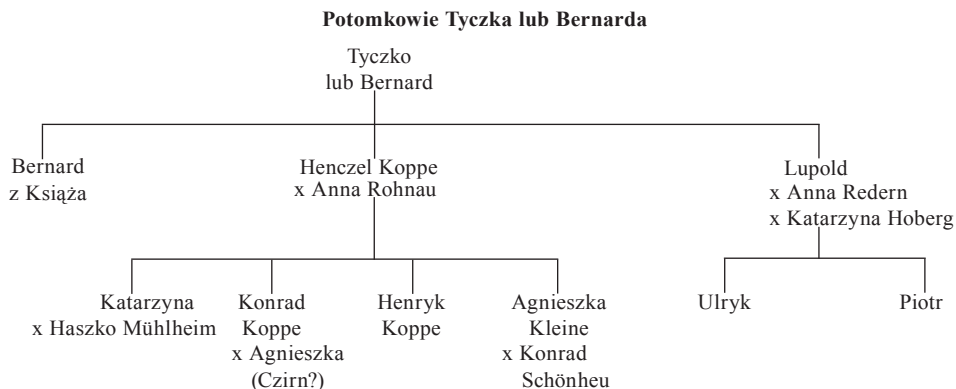 Potomkowie Tyczka lub Bernarda
Tyczko
lub Bernard
Bernard
z Książa
Henczel Koppe
x Anna Rohnau
Lupold
x Anna Redern
x Katarzyna Hoberg
Katarzyna
x Haszko Mühlheim
Konrad
Koppe
x Agnieszka
(Czirn?)
Henryk
Koppe
Agnieszka
Kleine
x Konrad
Schönheu
Ulryk
Piotr